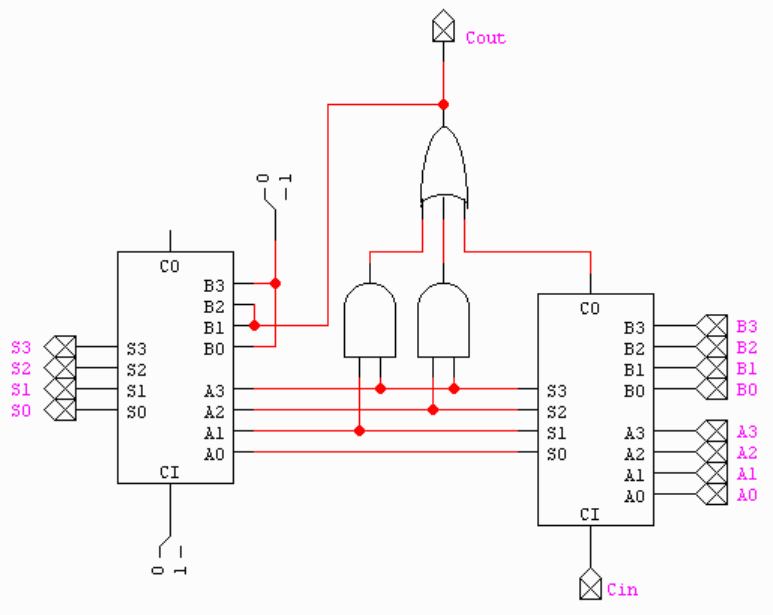 Cout
0 1
CO
B3
B2
B1
B0
S3 S3
S2 S2
S1 S1
S0 S0
A3
A2
A1
A0
CI
0 1
CO
B3 B3
B2 B2
B1 B1
B0 B0
S3
S2
S1
S0
A3 A3
A2 A2
A1 A1
A0 A0
CI
Cin